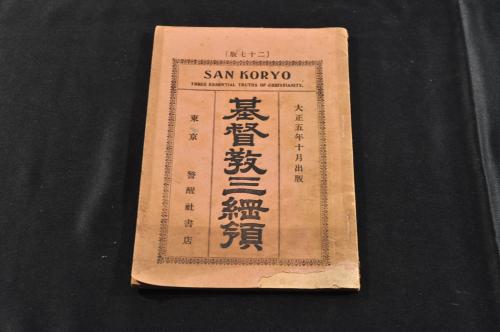 〔版七十二〕
SAN KORYO
THREE ESSENTIAL TRUTHS OF CHRISTIANITY.
大正五年十月出版
基督教三綱領
東京 警醒社書店